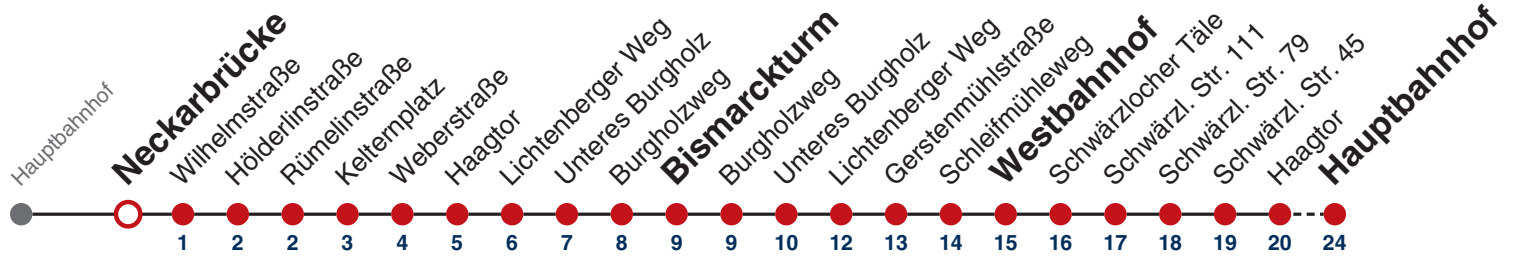 Hauptbahnhof
Neckarbrücke
Wilhelmstraße
Hölderlinstraße
Rümelinstraße
Kelternplatz
Weberstraße
Haagtor
Lichtenberger Weg
Unteres Burgholz
Burgholzweg
Bismarckturm
Burgholzweg
Unteres Burgholz
Lichtenberger Weg
Gerstenmühlstraße
Schleifmühleweg
Westbahnhof
Schwärzlocher Täle
Schwärzl. Str. 111
Schwärzl. Str. 79
Schwärzl. Str. 45
Haagtor
Hauptbahnhof
1 2 2 3 4 5 6 7 8 9 9 10 12 13 14 15 16 17 18 19 20 24